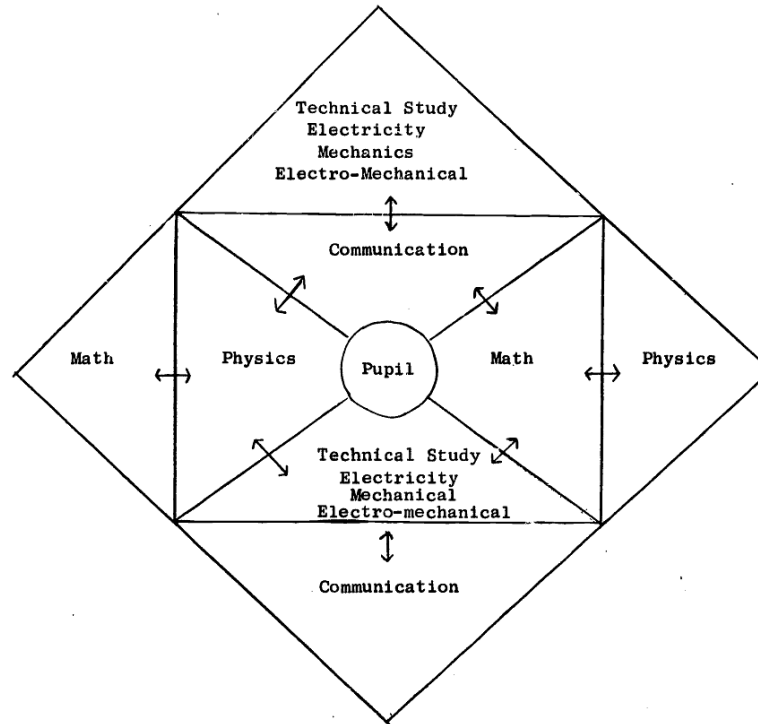 Technical Study
Electricity
Mechanics
Electro-Mechanical
Communication
Math
Physics
Pupil
Math
Physics
Technical Study
Electricity
Mechanical
Electro-mechanical
Communication